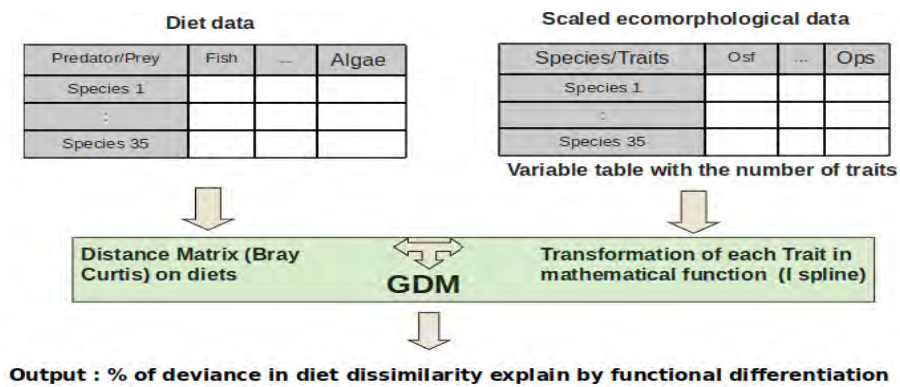 Diet data
Predator/Prey Fish ... Algae
Species 1
:
Species 35
Scaled ecomorphological data
Species/Traits Osf ... Ops
Species 1
:
Species 35
Variable table with the number of traits
Distance Matrix (Bray
Curtis) on diets
GDM
Transformation of each Trait in
mathematical function (I spline)
Output : % of deviance in diet dissimilarity explain by functional differentiation